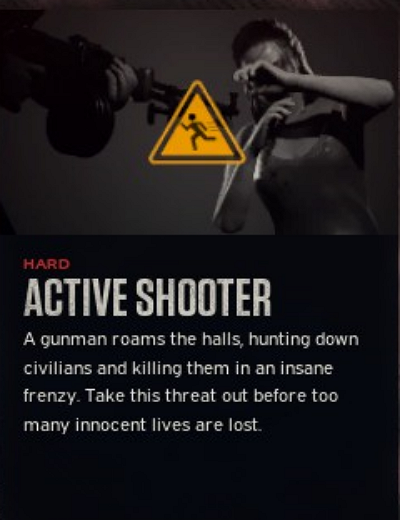 HARD
ACTIVE SHOOTER
A gunman roams the halls, hunting down
civilians and killing them in an insane
frenzy. Take this threat out before too
many innocent lives are lost.